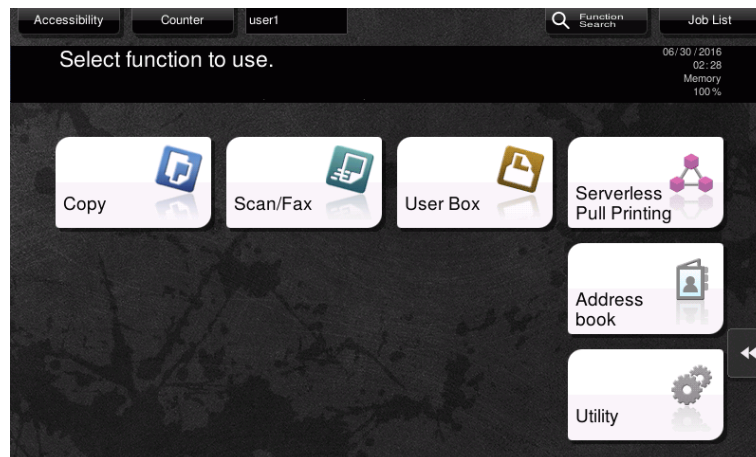 Accessibility
Counter
user1
Function
Search
Job List
Select function to use.
06/30/2016
02:28
Memory
100 %
Copy
Scan/Fax
User Box
Serverless
Pull Printing
Address
book
Utility